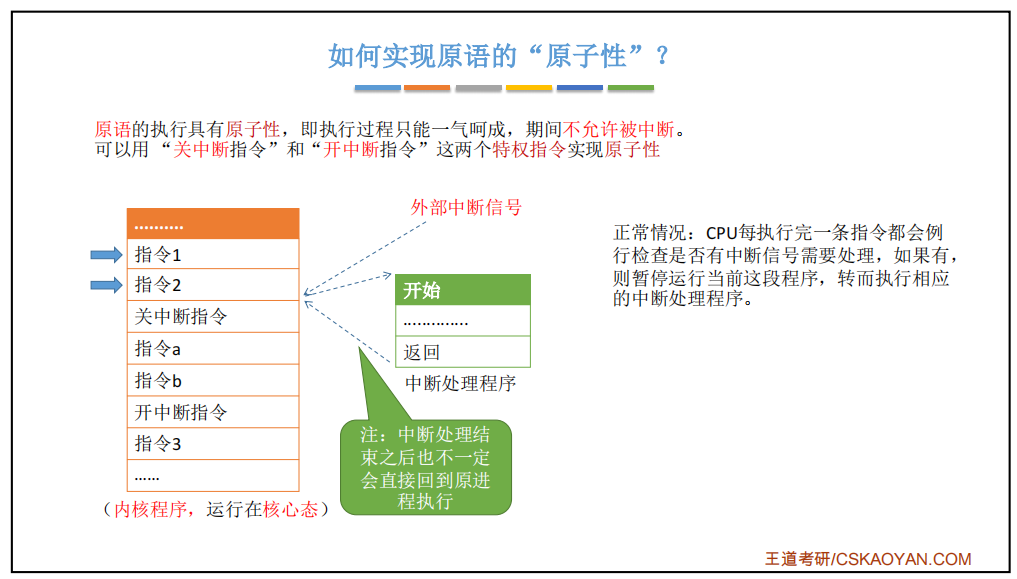 如何实现原语的“原子性”？
原语的执行具有原子性，即执行过程只能一气呵成，期间不允许被中断。
可以用 “关中断指令”和“开中断指令”这两个特权指令实现原子性
..........
指令1
指令2
关中断指令
指令a
指令b
开中断指令
指令3
......
（内核程序，运行在核心态）
外部中断信号
开始
..............
返回
中断处理程序
注：中断处理结
束之后也不一定
会直接回到原进
程执行
正常情况：CPU每执行完一条指令都会例
行检查是否有中断信号需要处理，如果有，
则暂停运行当前这段程序，转而执行相应
的中断处理程序。
王道考研/CSKAOYAN.COM